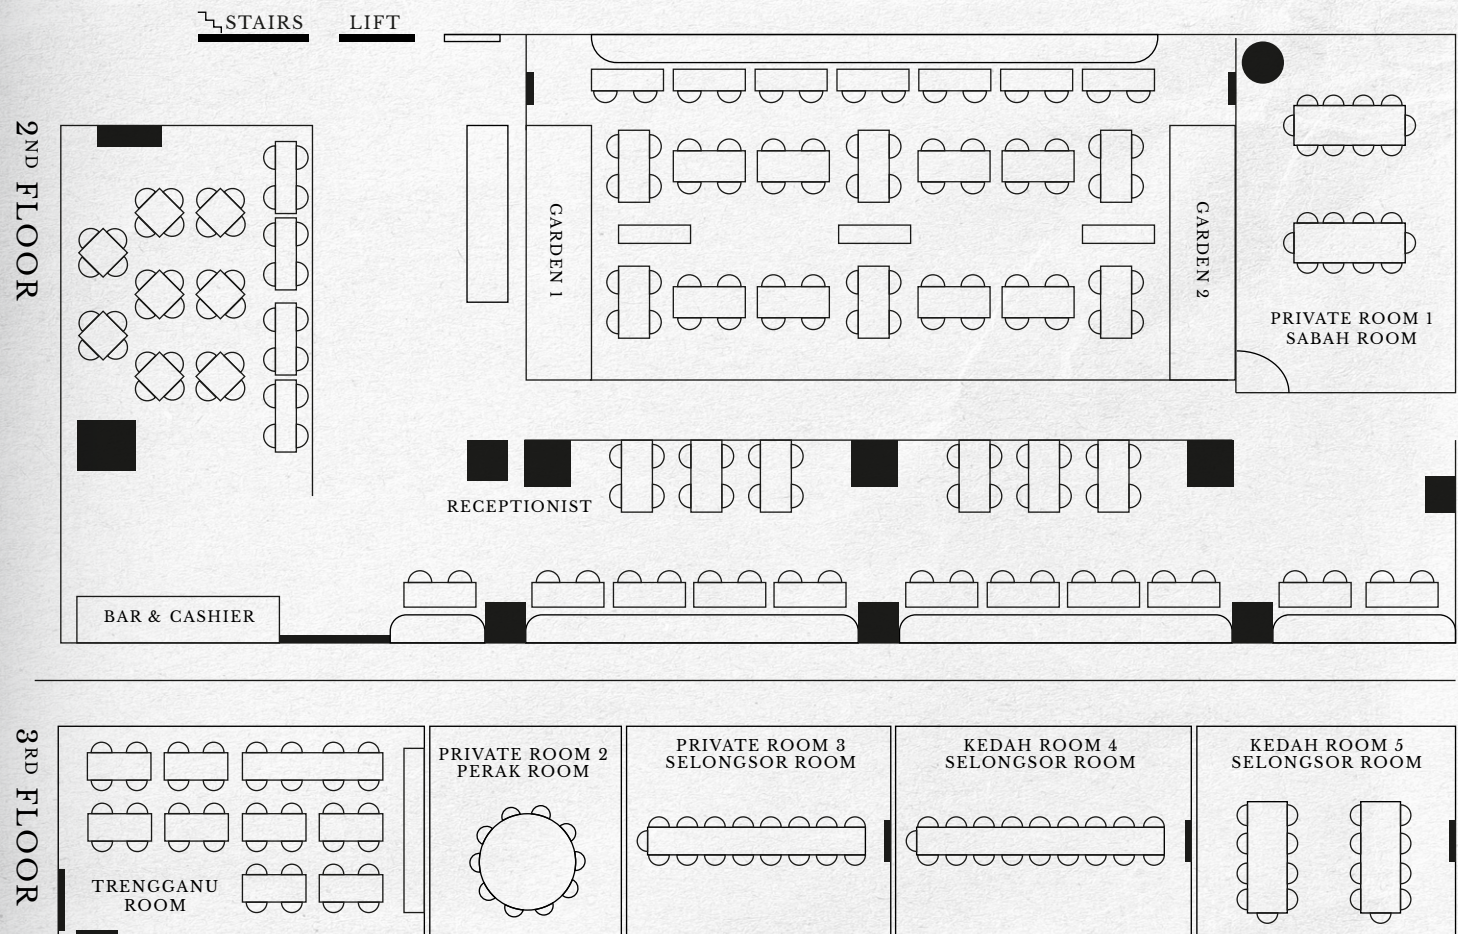 STAIRS
LIFT
2ND FLOOR
GARDEN 1
GARDEN 2
PRIVATE ROOM 1
SABAH ROOM
RECEPTIONIST
BAR & CASHIER
3RD FLOOR
TRENGGANU
ROOM
PRIVATE ROOM 2
PERAK ROOM
PRIVATE ROOM 3
SELONGSOR ROOM
KEDAH ROOM 4
SELONGSOR ROOM
KEDAH ROOM 5
SELONGSOR ROOM